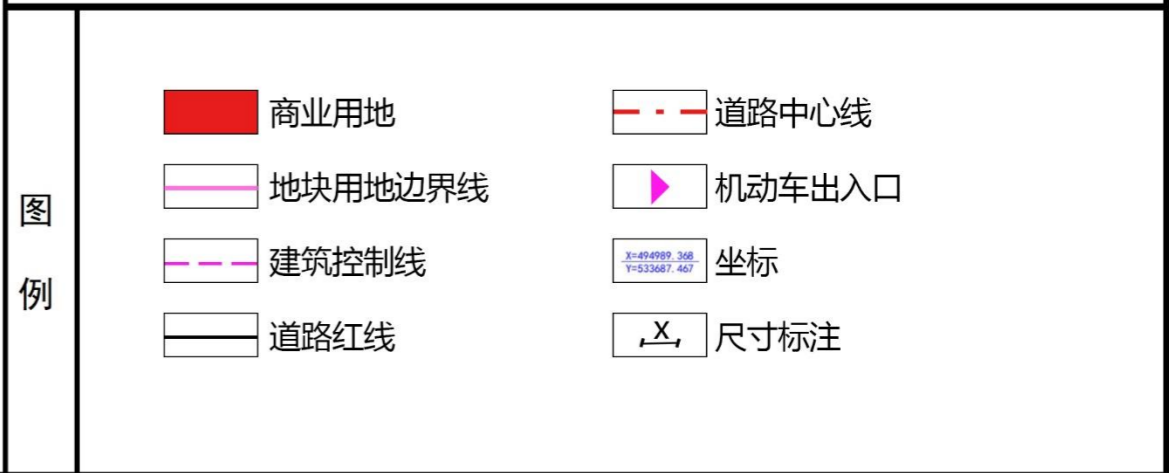 图例
商业用地
道路中心线
地块用地边界线
机动车出入口
建筑控制线
X=494989.368
Y=533687.467
坐标
道路红线
X
尺寸标注